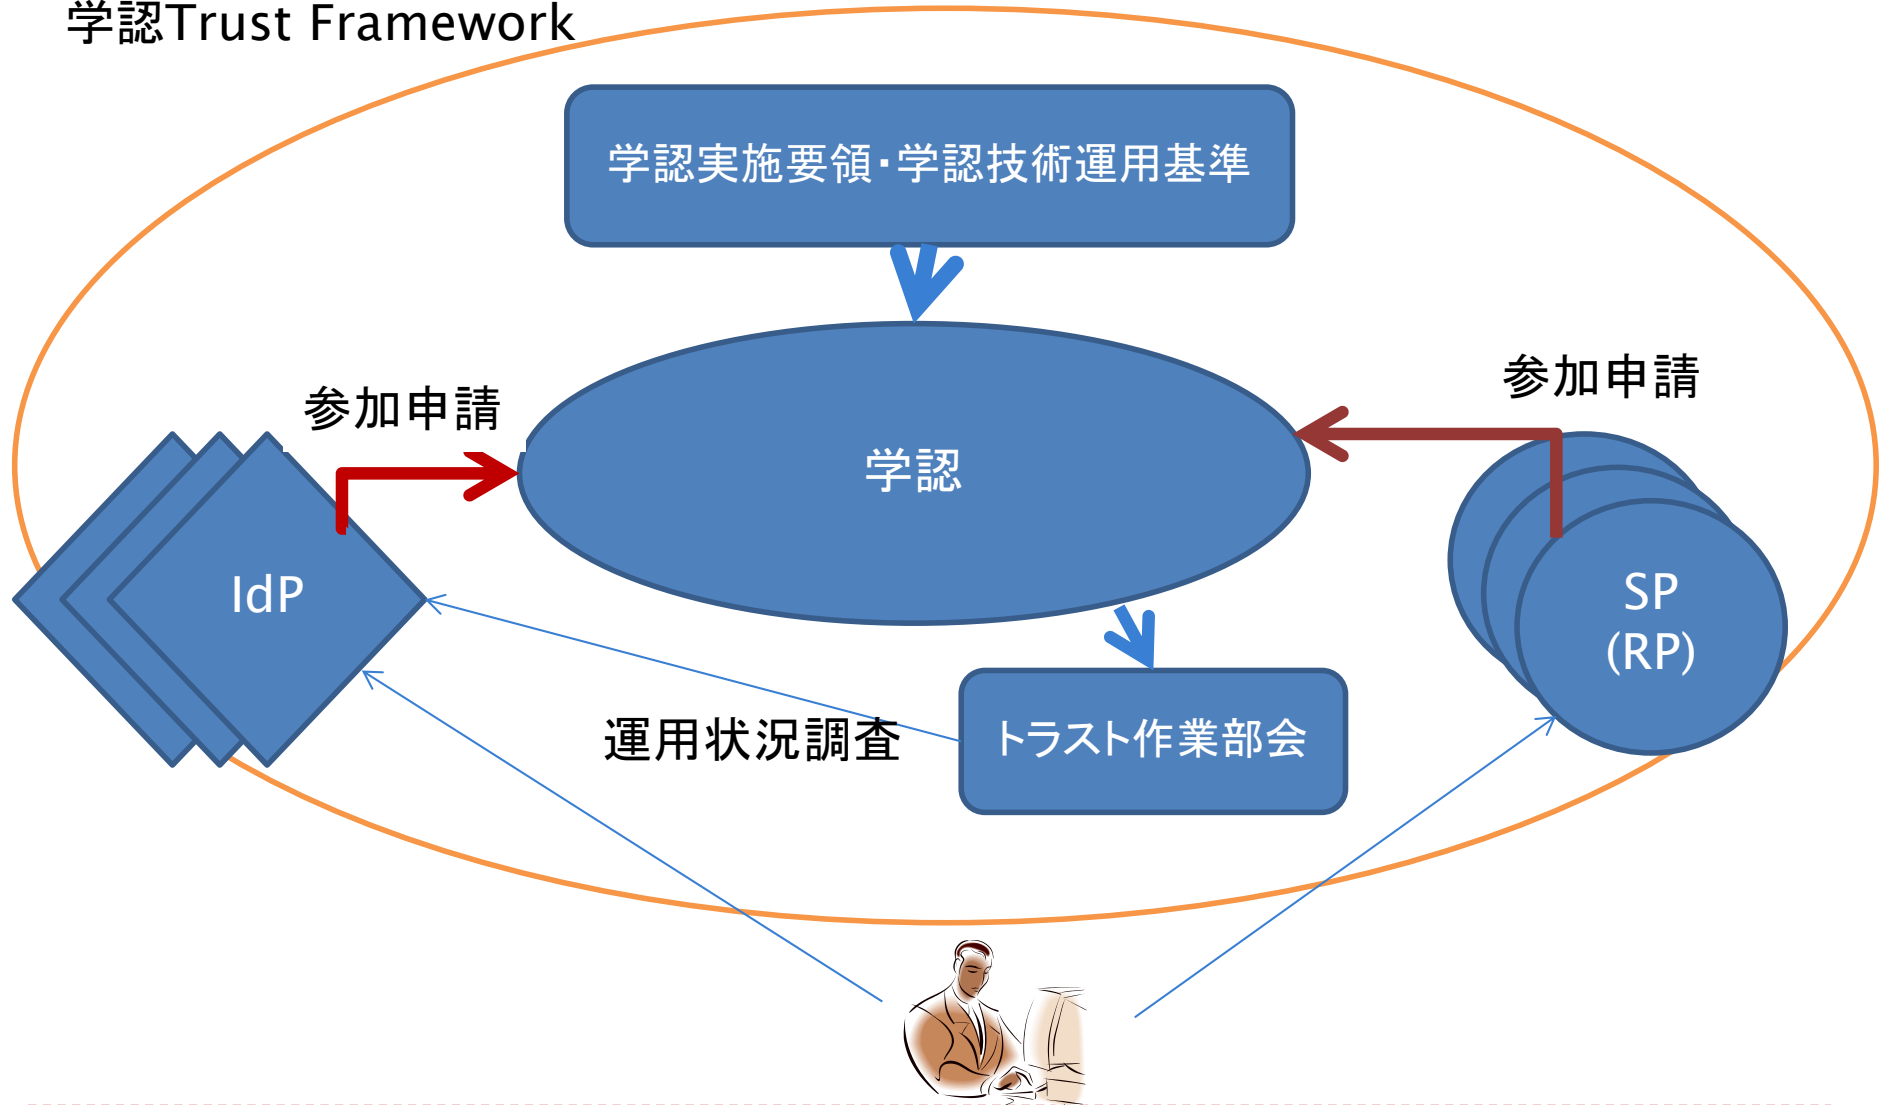 学認Trust Framework
学認実施要領・学認技術運用基準
参加申請
参加申請
学認
IdP
SP
(RP)
運用状況調査
トラスト作業部会